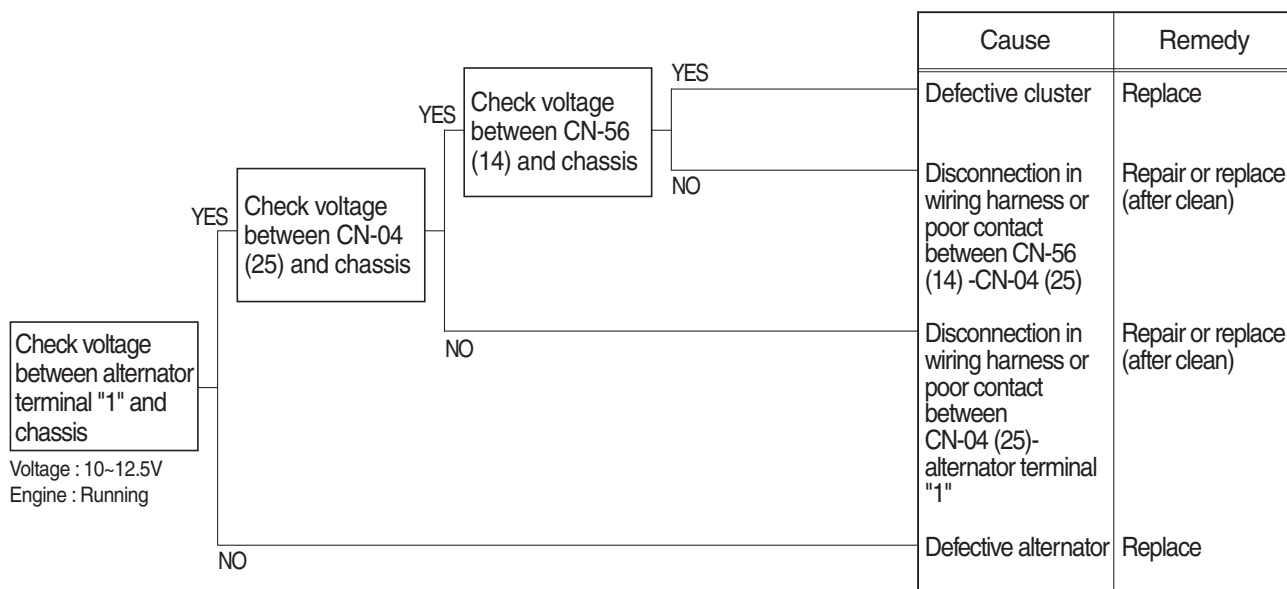 Cause
Remedy
YES
Check voltage
between CN-56
(14) and chassis
YES
Defective cluster
Replace
NO
Disconnection in
wiring harness or
poor contact
between CN-56
(14) -CN-04 (25)
Repair or replace
(after clean)
YES
Check voltage
between CN-04
(25) and chassis
NO
Disconnection in
wiring harness or
poor contact
between
CN-04 (25)-
alternator terminal
"1"
Repair or replace
(after clean)
Check voltage
between alternator
terminal "1" and
chassis
Voltage : 10~12.5V
Engine : Running
NO
Defective alternator
Replace